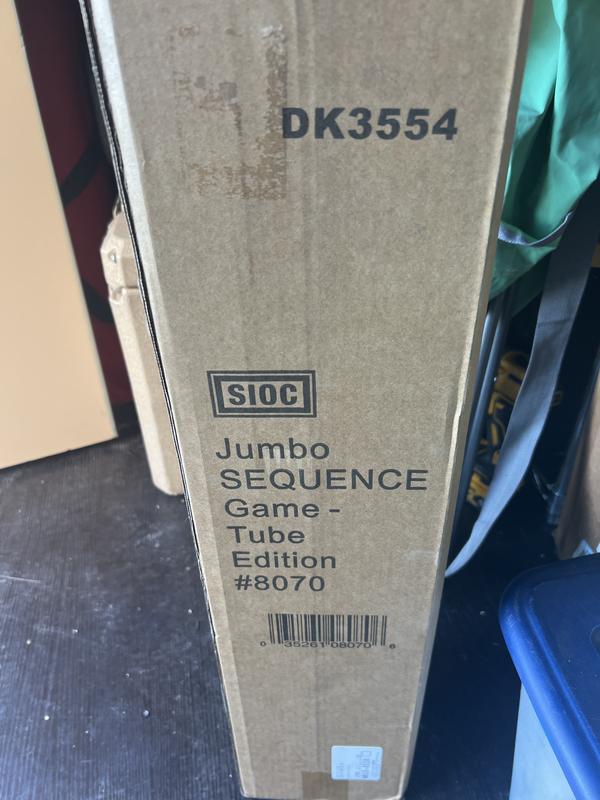 DK3554
SIOC
Jumbo
SEQUENCE
Game -
Tube
Edition
#8070
0 35261 08070 6